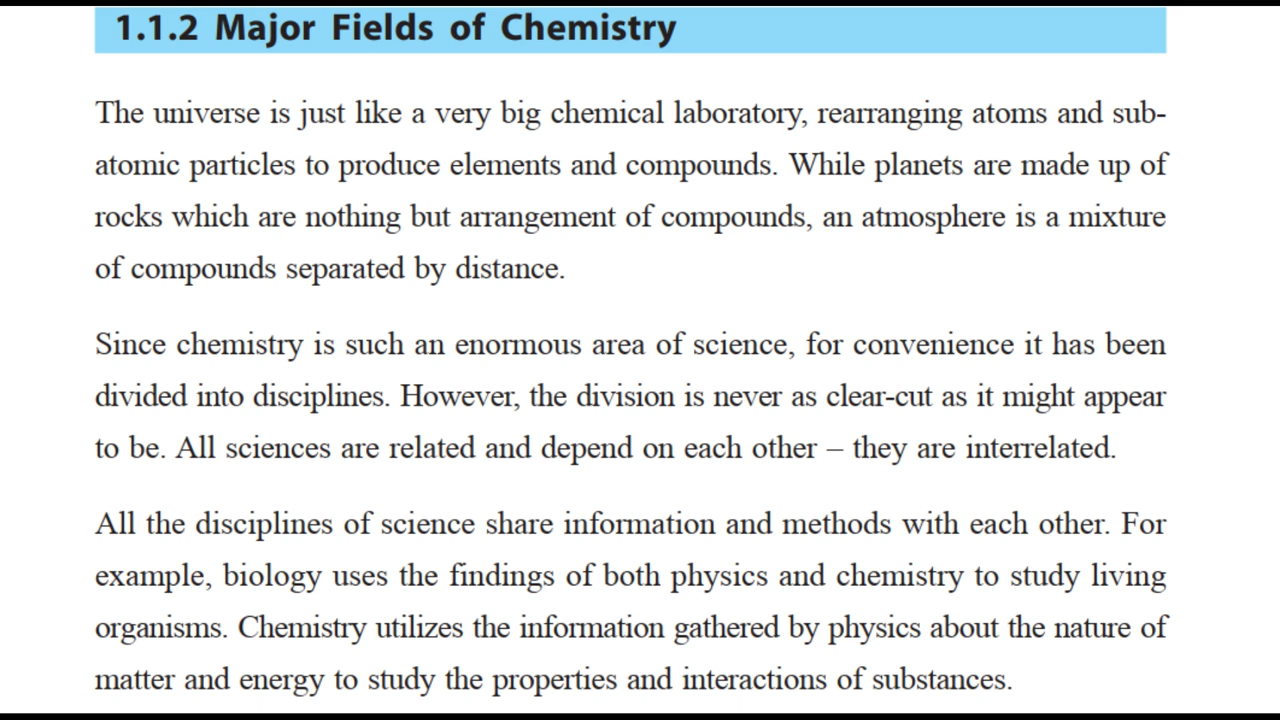 1.1.2 Major Fields of Chemistry
The universe is just like a very big chemical laboratory, rearranging atoms and sub-
atomic particles to produce elements and compounds. While planets are made up of
rocks which are nothing but arrangement of compounds, an atmosphere is a mixture
of compounds separated by distance.
Since chemistry is such an enormous area of science, for convenience it has been
divided into disciplines. However, the division is never as clear-cut as it might appear
to be. All sciences are related and depend on each other – they are interrelated.
All the disciplines of science share information and methods with each other. For
example, biology uses the findings of both physics and chemistry to study living
organisms. Chemistry utilizes the information gathered by physics about the nature of
matter and energy to study the properties and interactions of substances.